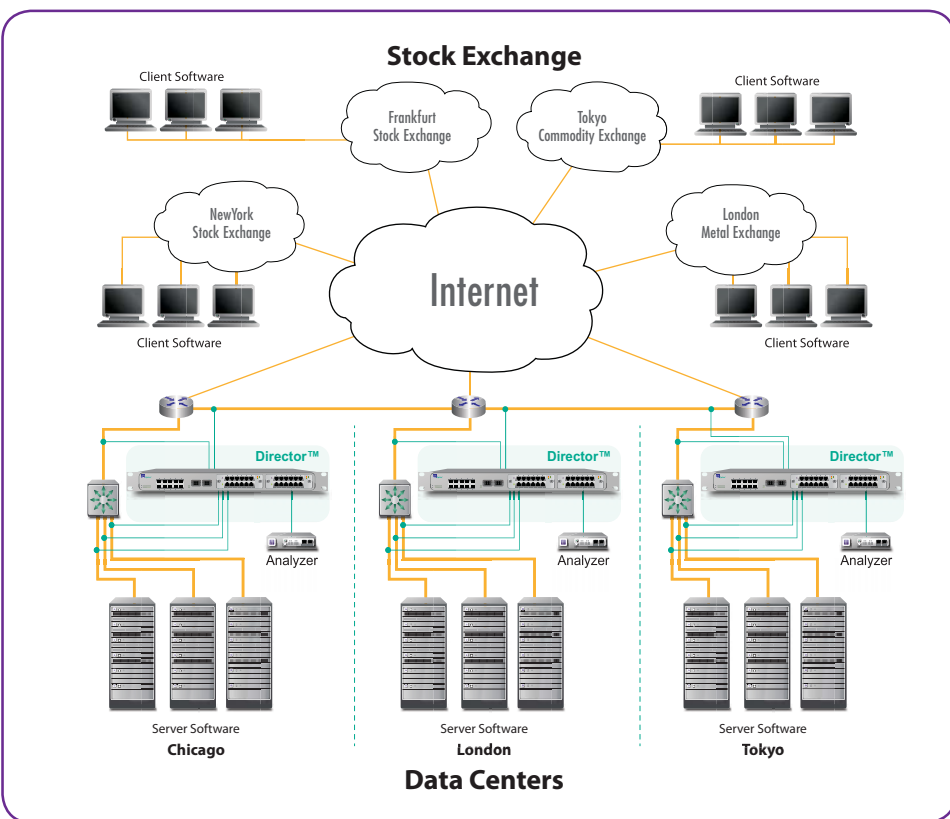 Stock Exchange
Client Software
Client Software
Frankfurt
Stock Exchange
Tokyo
Commodity Exchange
NewYork
Stock Exchange
London
Metal Exchange
Internet
Client Software
Client Software
Director™
Director™
Director™
Analyzer
Analyzer
Analyzer
Server Software
Chicago
Server Software
London
Server Software
Tokyo
Data Centers